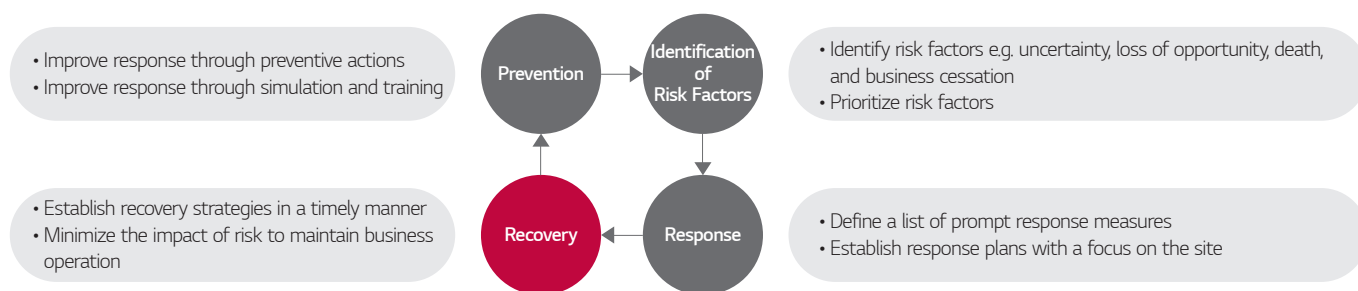 • Improve response through preventive actions
• Improve response through simulation and training
Prevention
Identification
of
Risk Factors
• Identify risk factors e.g. uncertainty, loss of opportunity, death,
and business cessation
• Prioritize risk factors
• Establish recovery strategies in a timely manner
• Minimize the impact of risk to maintain business
operation
Recovery
Response
• Define a list of prompt response measures
• Establish response plans with a focus on the site